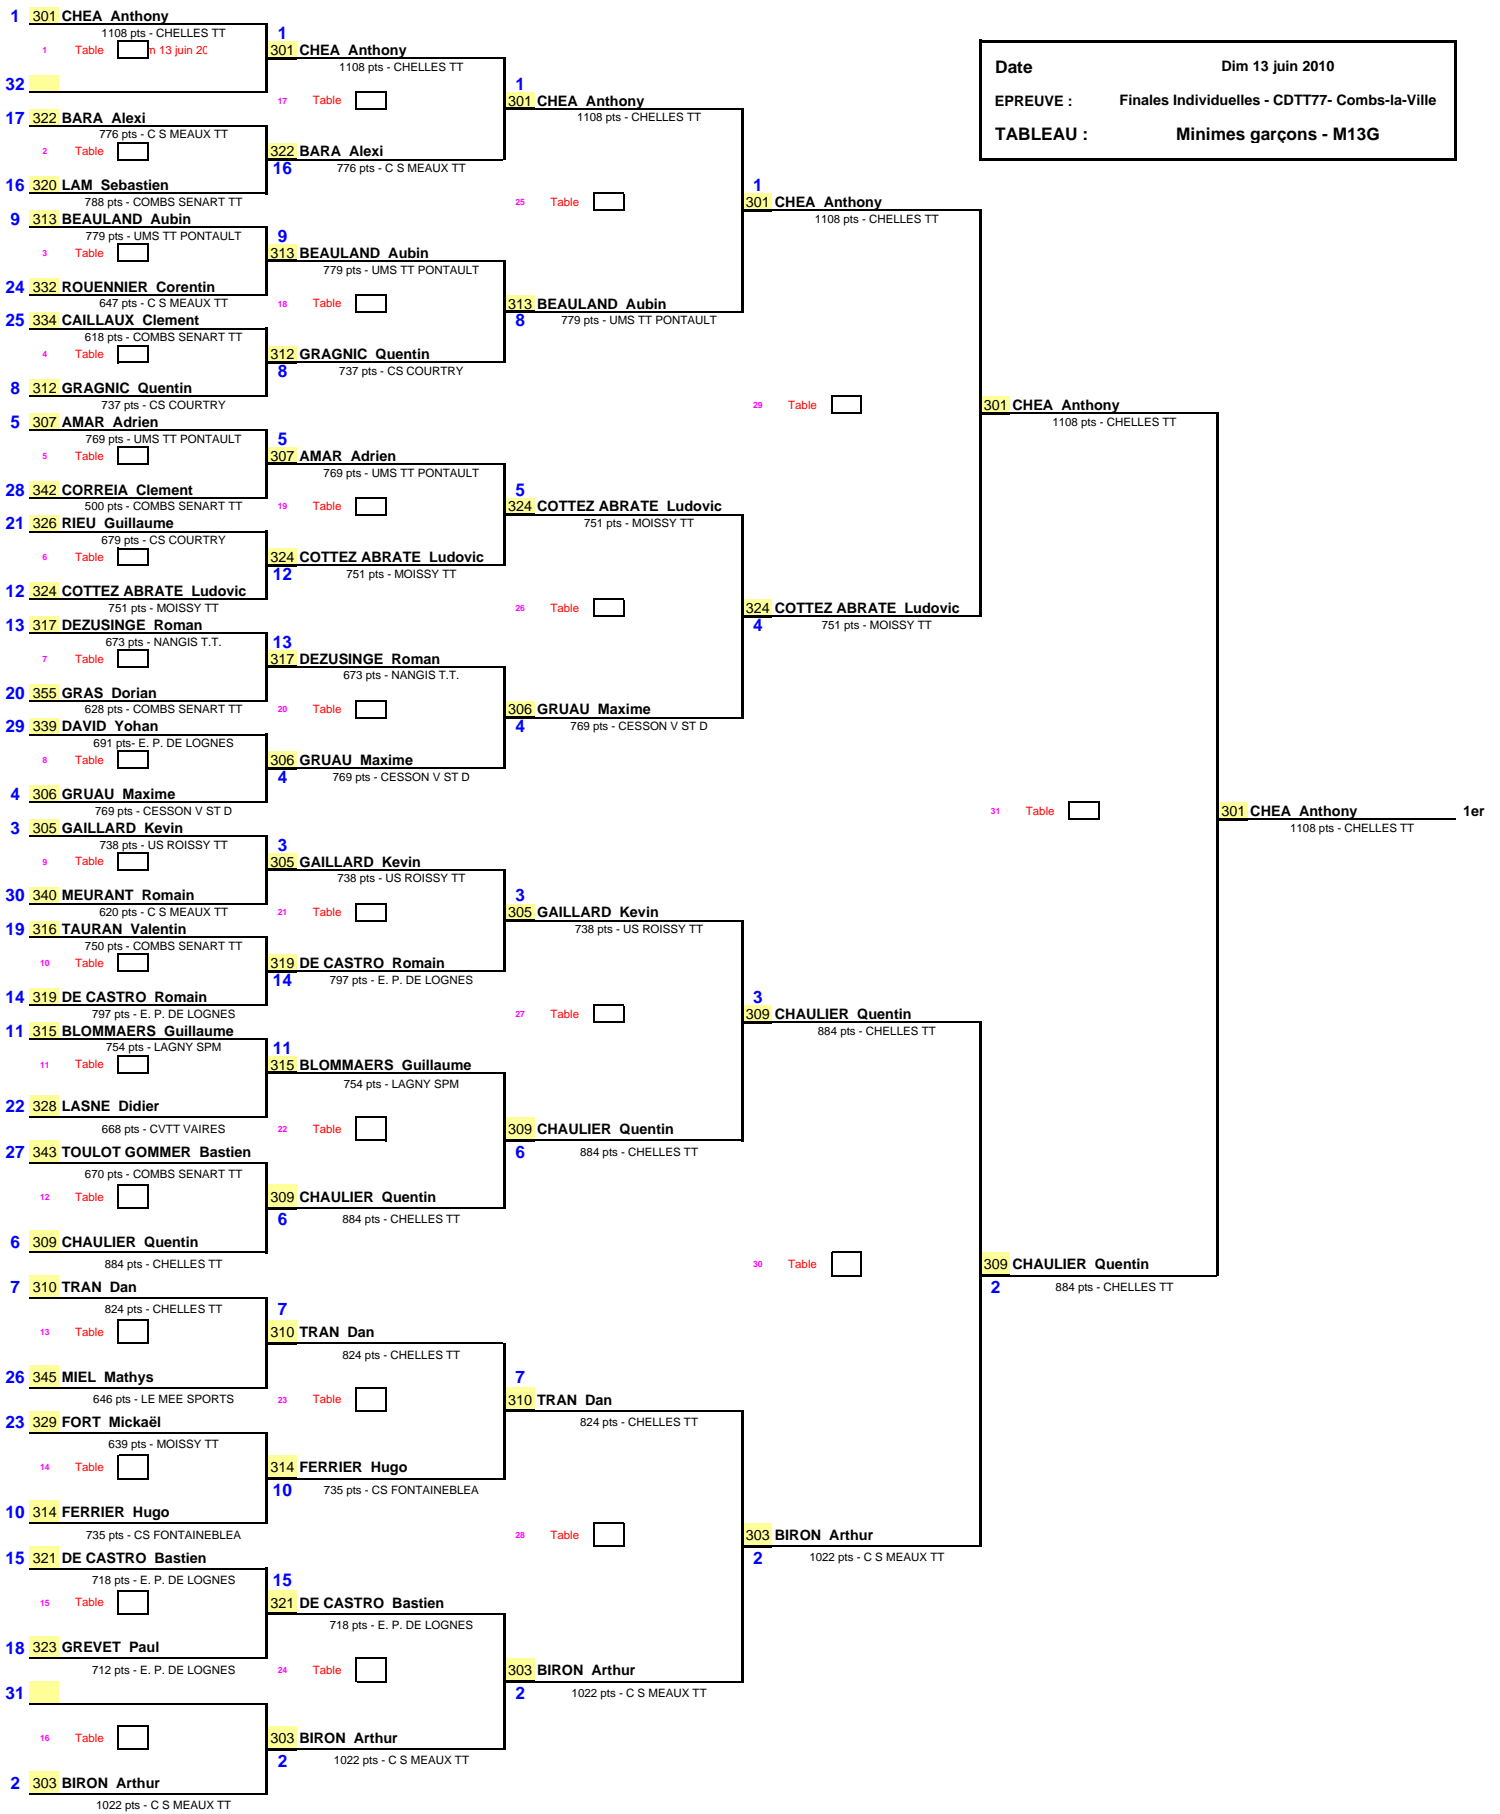 1 301 CHEA Anthony
1108 pts - CHELLES TT
1 Table n 13 juin 20
32
17 322 BARA Alexi
776 pts - C S MEAUX TT
2 Table
16 320 LAM Sebastien
788 pts - COMBS SENART TT
9 313 BEAULAND Aubin
779 pts - UMS TT PONTAULT
3 Table
24 332 ROUENNIER Corentin
647 pts - C S MEAUX TT
25 334 CAILLAUX Clement
618 pts - COMBS SENART TT
4 Table
8 312 GRAGNIC Quentin
737 pts - CS COURTRY
5 307 AMAR Adrien
769 pts - UMS TT PONTAULT
5 Table
28 342 CORREIA Clement
500 pts - COMBS SENART TT
21 326 RIEU Guillaume
679 pts - CS COURTRY
6 Table
12 324 COTTEZ ABRATE Ludovic
751 pts - MOISSY TT
13 317 DEZUSINGE Roman
673 pts - NANGIS T.T.
7 Table
20 355 GRAS Dorian
628 pts - COMBS SENART TT
29 339 DAVID Yohan
691 pts- E. P. DE LOGNES
8 Table
4 306 GRUAU Maxime
769 pts - CESSON V ST D
3 305 GAILLARD Kevin
738 pts - US ROISSY TT
9 Table
30 340 MEURANT Romain
620 pts - C S MEAUX TT
19 316 TAURAN Valentin
750 pts - COMBS SENART TT
10 Table
14 319 DE CASTRO Romain
797 pts - E. P. DE LOGNES
11 315 BLOMMAERS Guillaume
754 pts - LAGNY SPM
11 Table
22 328 LASNE Didier
668 pts - CVTT VAIRES
27 343 TOULOT GOMMER Bastien
670 pts - COMBS SENART TT
12 Table
6 309 CHAULIER Quentin
884 pts - CHELLES TT
7 310 TRAN Dan
824 pts - CHELLES TT
13 Table
26 345 MIEL Mathys
646 pts - LE MEE SPORTS
23 329 FORT Mickaël
639 pts - MOISSY TT
14 Table
10 314 FERRIER Hugo
735 pts - CS FONTAINEBLEA
15 321 DE CASTRO Bastien
718 pts - E. P. DE LOGNES
15 Table
18 323 GREVET Paul
712 pts - E. P. DE LOGNES
31
16 Table
2 303 BIRON Arthur
1022 pts - C S MEAUX TT
1
301 CHEA Anthony
1108 pts - CHELLES TT
17 Table
322 BARA Alexi
16 776 pts - C S MEAUX TT
9
313 BEAULAND Aubin
779 pts - UMS TT PONTAULT
18 Table
312 GRAGNIC Quentin
8 737 pts - CS COURTRY
5
307 AMAR Adrien
769 pts - UMS TT PONTAULT
19 Table
324 COTTEZ ABRATE Ludovic
12 751 pts - MOISSY TT
13
317 DEZUSINGE Roman
673 pts - NANGIS T.T.
20 Table
306 GRUAU Maxime
4 769 pts - CESSON V ST D
3
305 GAILLARD Kevin
738 pts - US ROISSY TT
21 Table
319 DE CASTRO Romain
14 797 pts - E. P. DE LOGNES
11
315 BLOMMAERS Guillaume
754 pts - LAGNY SPM
22 Table
309 CHAULIER Quentin
6 884 pts - CHELLES TT
7
310 TRAN Dan
824 pts - CHELLES TT
23 Table
314 FERRIER Hugo
10 735 pts - CS FONTAINEBLEA
15
321 DE CASTRO Bastien
718 pts - E. P. DE LOGNES
24 Table
303 BIRON Arthur
2 1022 pts - C S MEAUX TT
1
301 CHEA Anthony
1108 pts - CHELLES TT
25 Table
313 BEAULAND Aubin
8 779 pts - UMS TT PONTAULT
5
324 COTTEZ ABRATE Ludovic
751 pts - MOISSY TT
26 Table
306 GRUAU Maxime
4 769 pts - CESSON V ST D
3
305 GAILLARD Kevin
738 pts - US ROISSY TT
27 Table
309 CHAULIER Quentin
6 884 pts - CHELLES TT
7
310 TRAN Dan
824 pts - CHELLES TT
28 Table
303 BIRON Arthur
2 1022 pts - C S MEAUX TT
1
301 CHEA Anthony
1108 pts - CHELLES TT
29 Table
324 COTTEZ ABRATE Ludovic
4 751 pts - MOISSY TT
3
309 CHAULIER Quentin
884 pts - CHELLES TT
30 Table
303 BIRON Arthur
2 1022 pts - C S MEAUX TT
Date Dim 13 juin 2010
EPREUVE : Finales Individuelles - CDTT77- Combs-la-Ville
TABLEAU : Minimes garçons - M13G
301 CHEA Anthony
1108 pts - CHELLES TT
31 Table
309 CHAULIER Quentin
2 884 pts - CHELLES TT
301 CHEA Anthony 1er
1108 pts - CHELLES TT